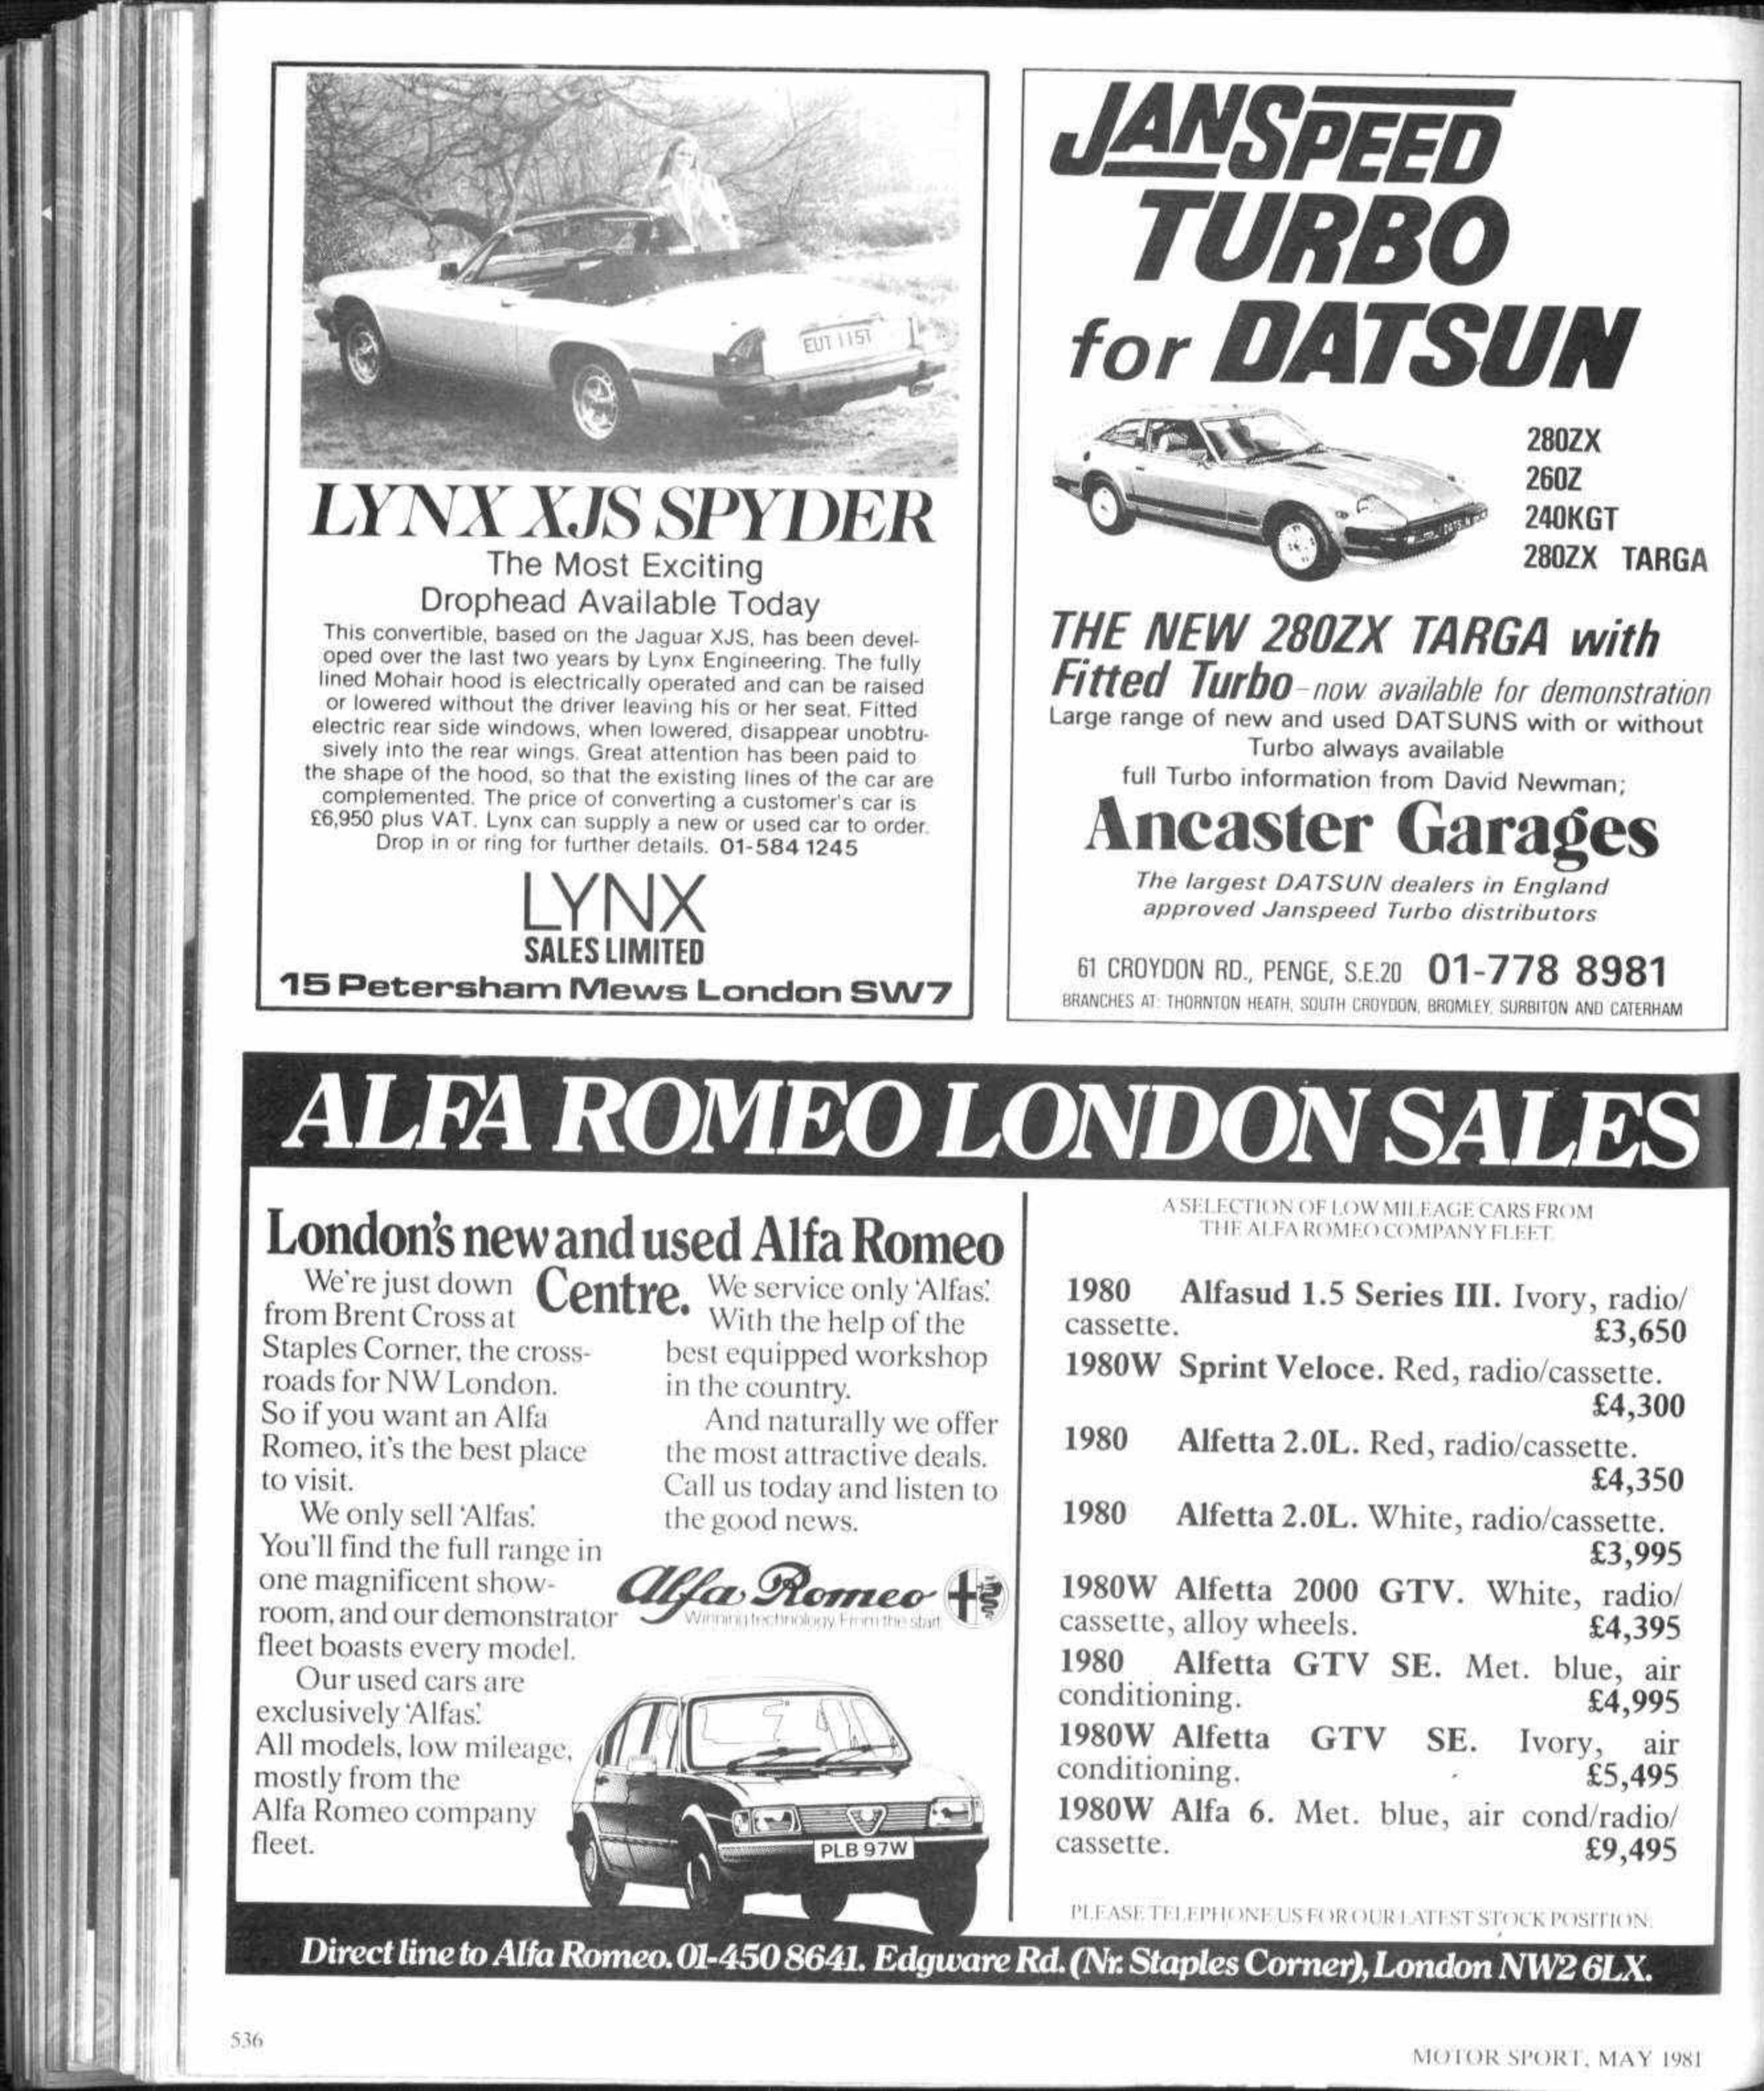 EUT 115T
LYNX XJS SPYDER
The Most Exciting
Drophead Available Today
This convertible, based on the Jaguar XJS, has been devel-
oped over the last two years by Lynx Engineering. The fully
lined Mohair hood is electrically operated and can be raised
or lowered without the driver leaving his or her seat. Fitted
electric rear side windows, when lowered, disappear unobtru-
sively into the rear wings. Great attention has been paid to
the shape of the hood, so that the existing lines of the car are
complemented. The price of converting a customer's car is
£6,950 plus VAT. Lynx can supply a new or used car to order.
Drop in or ring for further details. 01-584 1245
LYNX
SALES LIMITED
15 Petersham Mews London SW7
JANSPEED
TURBO
for DATSUN
280ZX
260Z
240KGT
280ZX TARGA
THE NEW 280ZX TARGA with
Fitted Turbo-now available for demonstration
Large range of new and used DATSUNS with or without
Turbo always available
full Turbo information from David Newman;
Ancaster Garages
The largest DATSUN dealers in England
approved Janspeed Turbo distributors
61 CROYDON RD., PENGE, S.E.20 01-778 8981
BRANCHES AT: THORNTON HEATH, SOUTH CROYDON, BROMLEY, SURBITON AND CATERHAM
ALFA ROMEO LONDON SALES
London's new and used Alfa Romeo
Centre.
We're just down
from Brent Cross at
Staples Corner, the cross-
roads for NW London.
So if you want an Alfa
Romeo, it's the best place
to visit.
We only sell 'Alfas'.
You'll find the full range in
one magnificent show-
room, and our demonstrator
fleet boasts every model.
Our used cars are
exclusively 'Alfas'.
All models, low mileage,
mostly from the
Alfa Romeo company
fleet.
We service only 'Alfas'.
With the help of the
best equipped workshop
in the country.
And naturally we offer
the most attractive deals.
Call us today and listen to
the good news.
Alfa Romeo
Winning technology From the start
PLB 97W
A SELECTION OF LOW MILEAGE CARS FROM
THE ALFA ROMEO COMPANY FLEET.
1980 Alfasud 1.5 Series III. Ivory, radio/
cassette. £3,650
1980W Sprint Veloce. Red, radio/cassette.
£4,300
1980 Alfetta 2.0L. Red, radio/cassette.
£4,350
1980 Alfetta 2.0L. White, radio/cassette.
£3,995
1980W Alfetta 2000 GTV. White, radio/
cassette, alloy wheels. £4,395
1980 Alfetta GTV SE. Met. blue, air
conditioning. £4,995
1980W Alfetta GTV SE. Ivory, air
conditioning. £5,495
1980W Alfa 6. Met. blue, air cond/radio/
cassette. £9,495
PLEASE TELEPHONE US FOR OUR LATEST STOCK POSITION.
Direct line to Alfa Romeo. 01-450 8641. Edgware Rd. (Nr. Staples Corner), London NW2 6LX.
536
MOTOR SPORT, MAY 1981